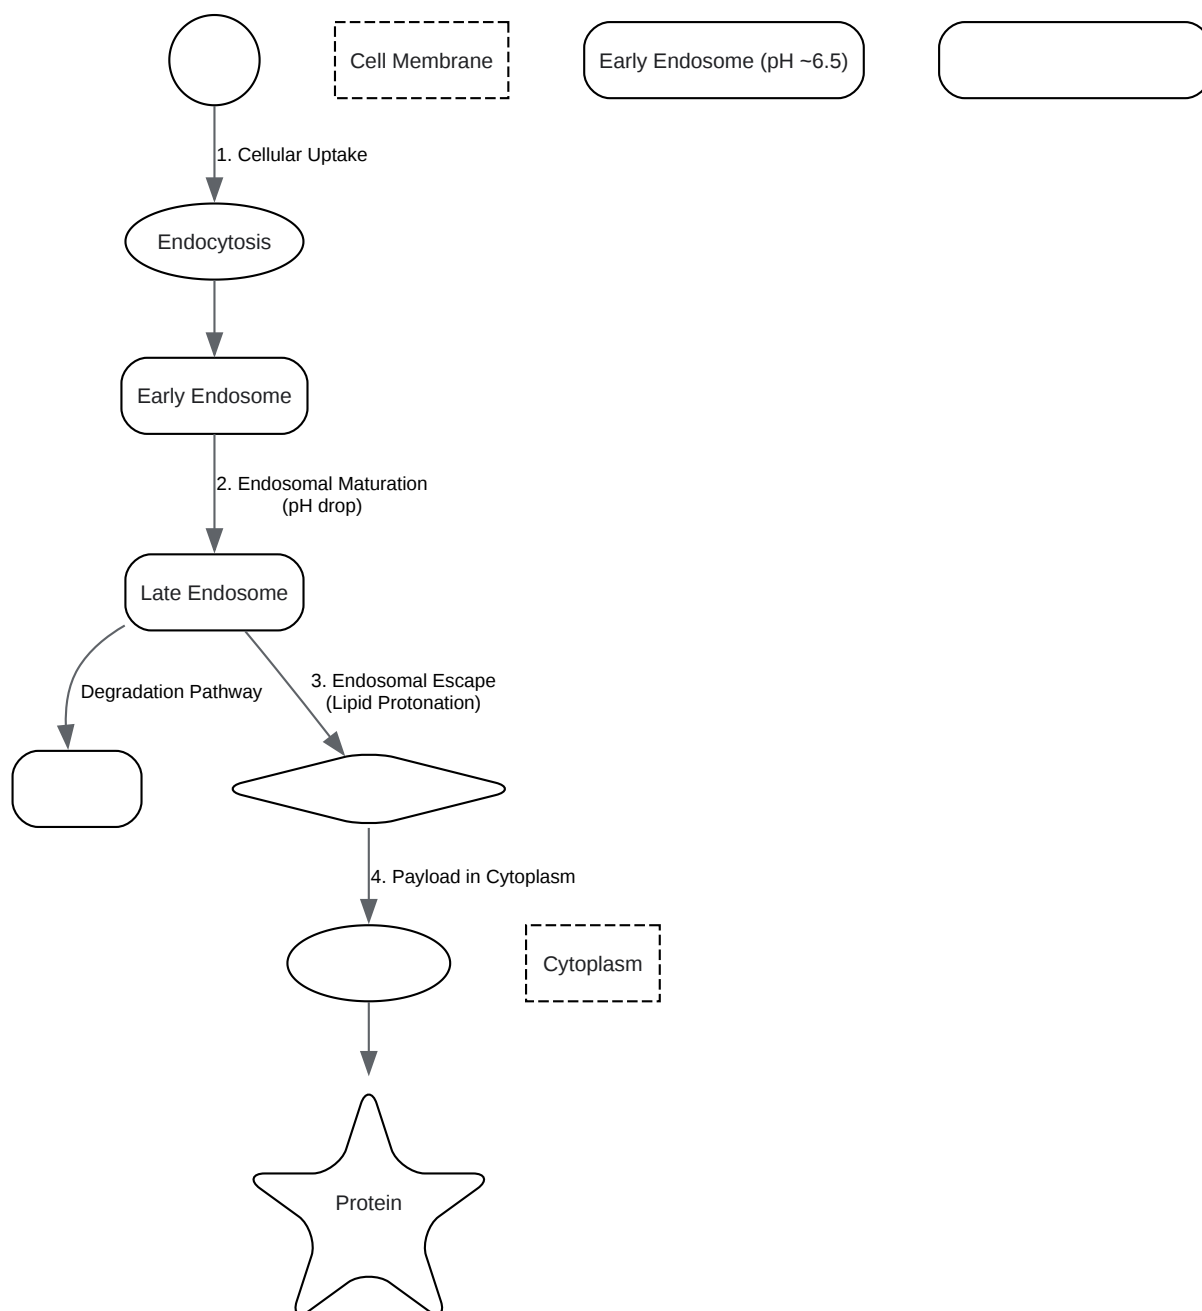 Cell Membrane
Early Endosome (pH ~6.5)
1. Cellular Uptake
Endocytosis
Early Endosome
2. Endosomal Maturation
(pH drop)
Late Endosome
Degradation Pathway
3. Endosomal Escape
(Lipid Protonation)
4. Payload in Cytoplasm
Cytoplasm
Protein